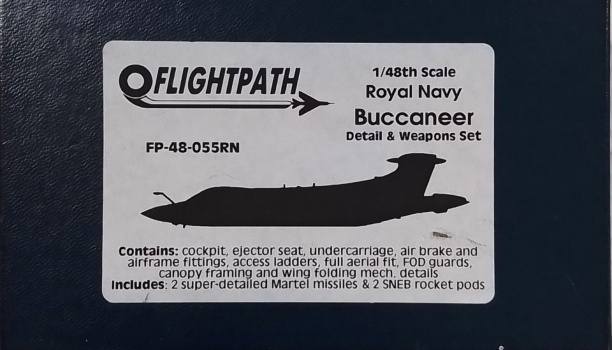 FLIGHTPATH
1/48th Scale
Royal Navy
Buccaneer
Detail & Weapons Set
FP-48-055RN
Contains: cockpit, ejector seat, undercarriage, air brake and
airframe fittings, access ladders, full aerial fit, FOD guards,
canopy framing and wing folding mech. details
Includes: 2 super-detailed Martel missiles & 2 SNEB rocket pods